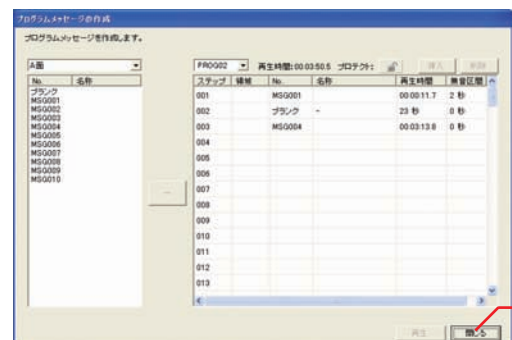 プログラムメッセージの作成
プログラムメッセージを作成します。
A面
No. 名称
ブランク
MSG001
MSG002
MSG003
MSG004
MSG005
MSG006
MSG007
MSG008
MSG009
MSG010
PROG02 再生時間:00:03:50.5 プロテクト: 挿入 削除
ステップ 領域 No. 名称 再生時間 無音区間
001 MSG001 00:00:11.7 2 秒
002 ブランク - 23 秒 0 秒
003 MSG004 00:03:13.8 0 秒
004
005
006
007
008
009
010
011
012
013
再生 閉じる